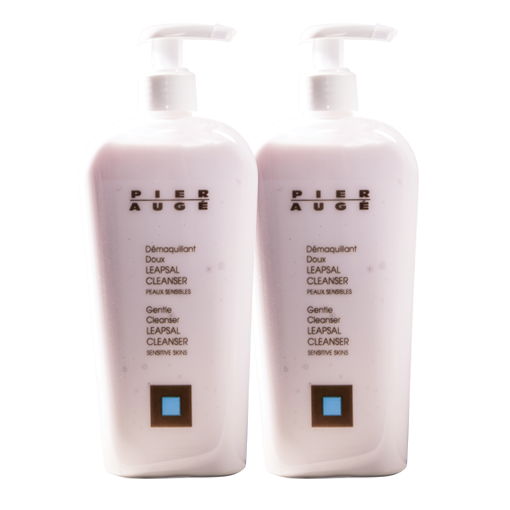 PIER
AUGÉ
Démaquillant
Doux
LEAPSAL
CLEANSER
PEAUX SENSIBLES
Gentle
Cleanser
LEAPSAL
CLEANSER
SENSITIVE SKINS
PIER
AUGÉ
Démaquillant
Doux
LEAPSAL
CLEANSER
PEAUX SENSIBLES
Gentle
Cleanser
LEAPSAL
CLEANSER
SENSITIVE SKINS